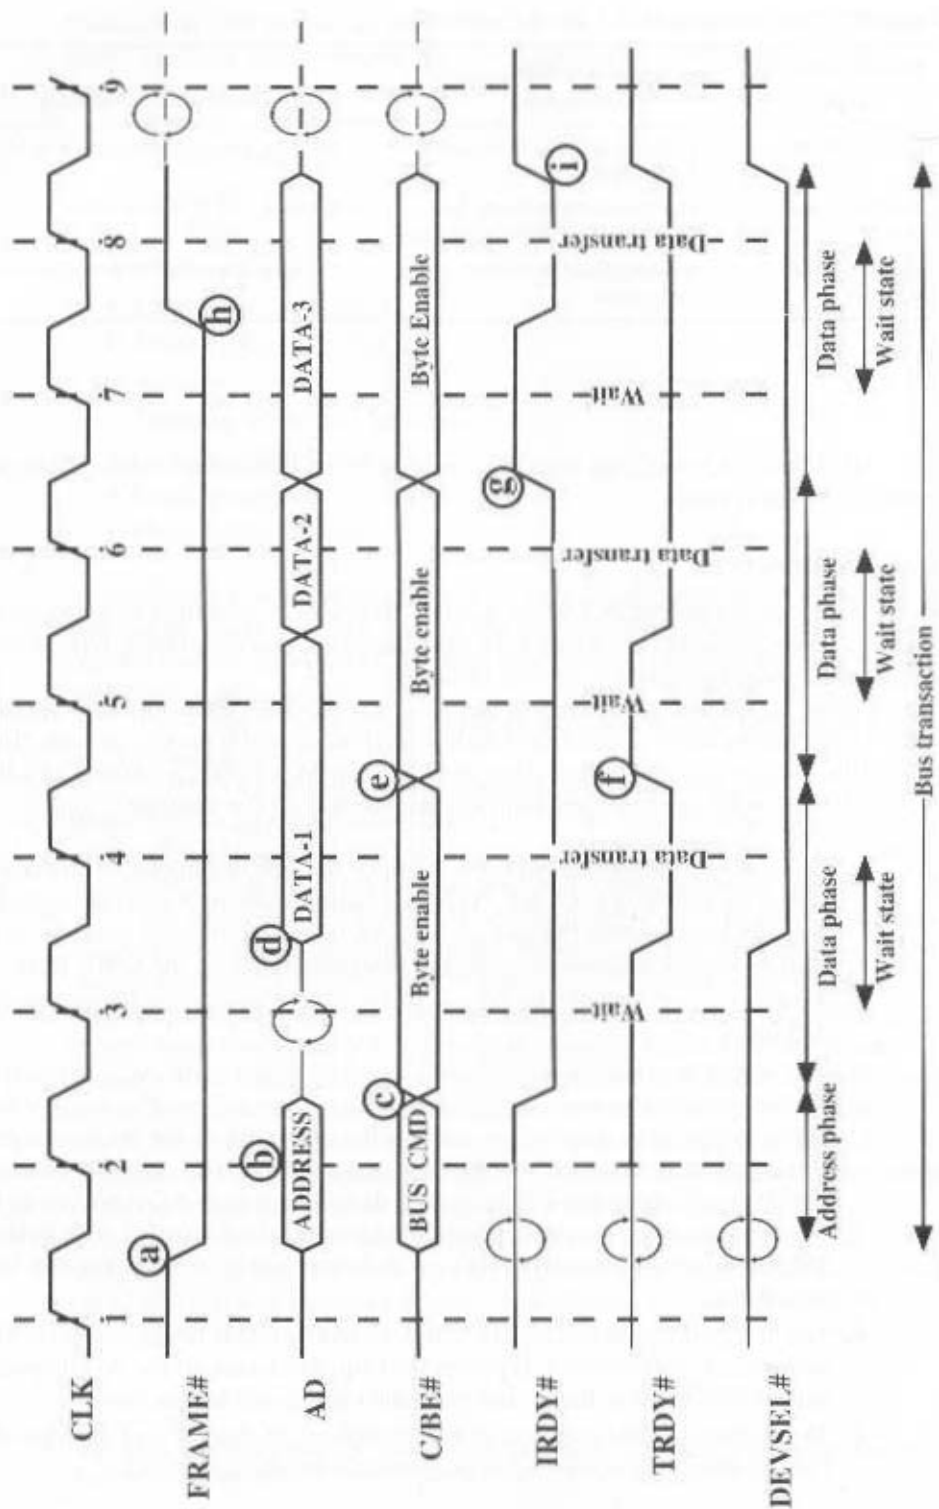 CLK
1 2 3 4 5 6 7 8 9
FRAME#
a
h
AD
b
d
ADDRESS DATA-1 DATA-2 DATA-3
C/BE#
c
e
BUS CMD Byte enable Byte enable Byte Enable
IRDY#
g
i
TRDY#
f
Wait
Data transfer
Wait
Data transfer
Wait
Data transfer
DEVSEL#
Address phase Data phase Data phase Data phase
Wait state Wait state Wait state
Bus transaction